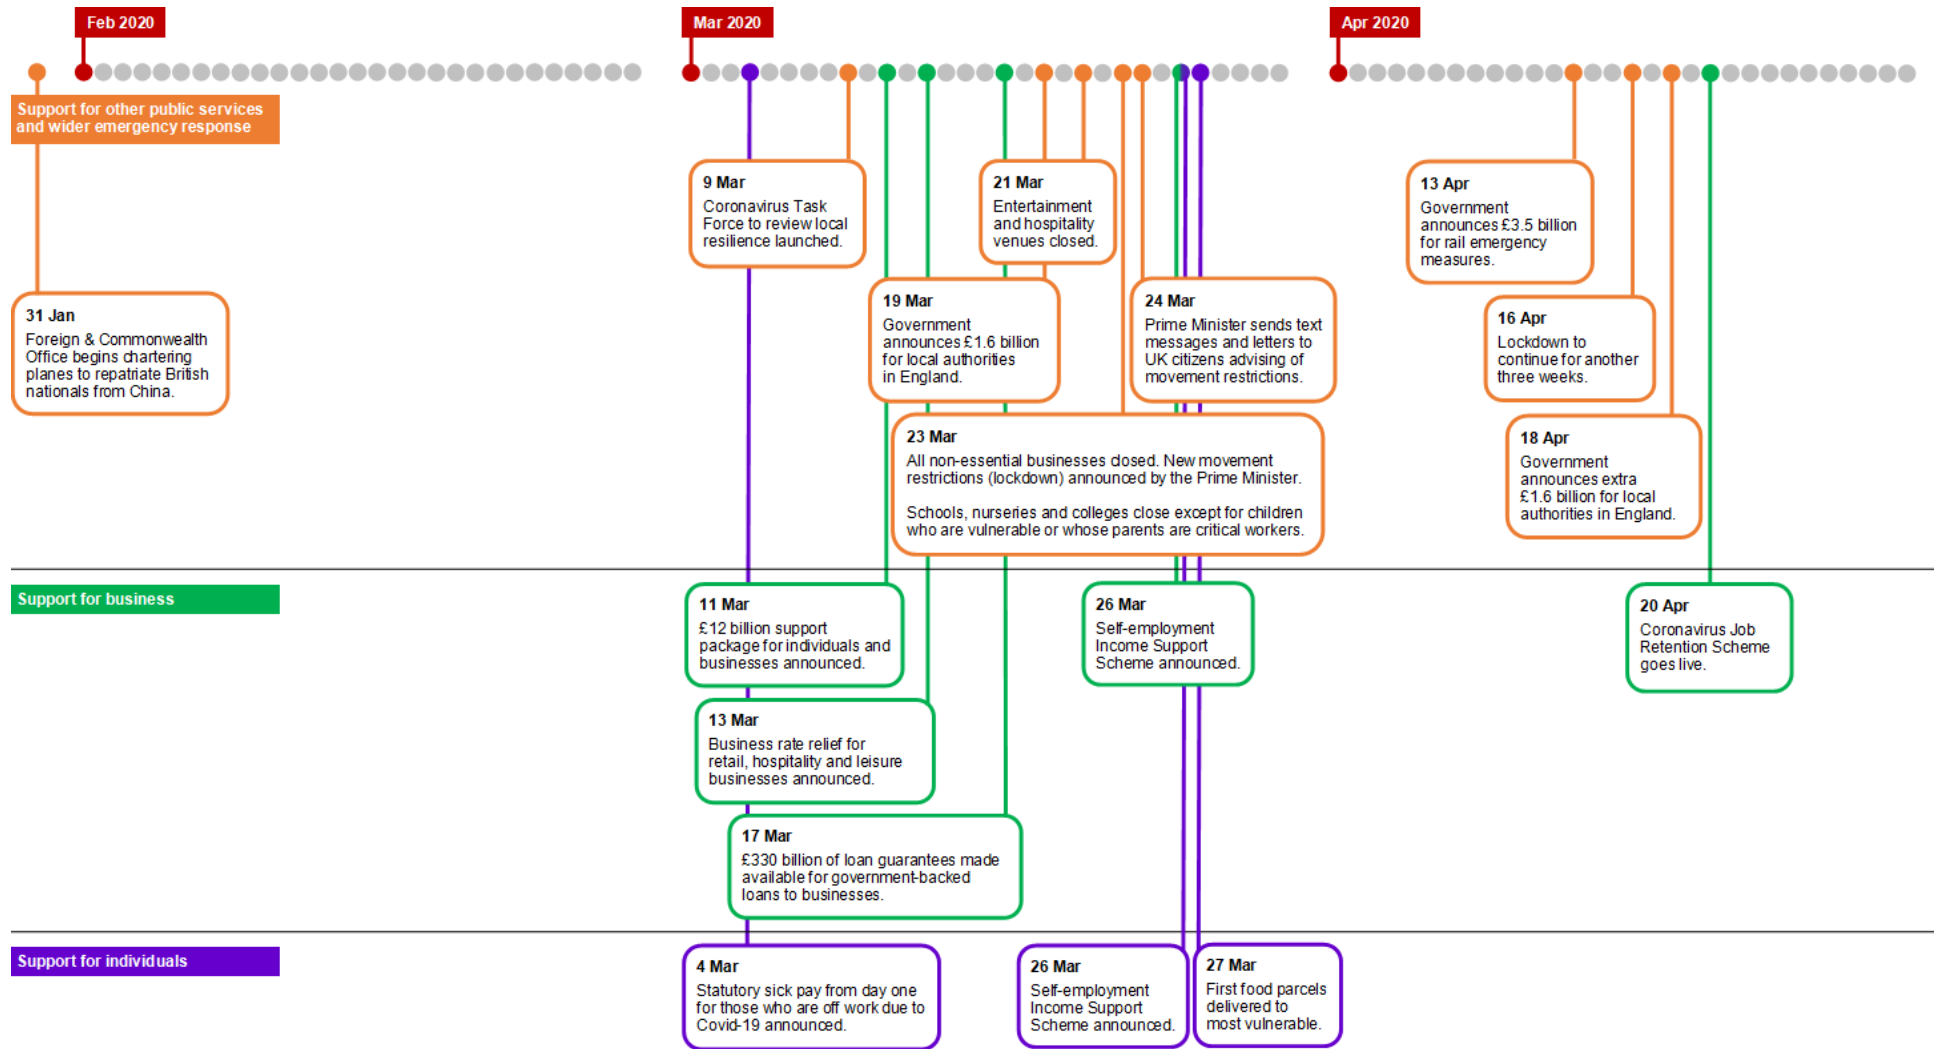 Feb 2020
Mar 2020
Apr 2020
Support for other public services
and wider emergency response
31 Jan
Foreign & Commonwealth
Office begins chartering
planes to repatriate British
nationals from China.
9 Mar
Coronavirus Task
Force to review local
resilience launched.
21 Mar
Entertainment
and hospitality
venues closed.
19 Mar
Government
announces £1.6 billion
for local authorities
in England.
24 Mar
Prime Minister sends text
messages and letters to
UK citizens advising of
movement restrictions.
23 Mar
All non-essential businesses closed. New movement
restrictions (lockdown) announced by the Prime Minister.
Schools, nurseries and colleges close except for children
who are vulnerable or whose parents are critical workers.
13 Apr
Government
announces £3.5 billion
for rail emergency
measures.
16 Apr
Lockdown to
continue for another
three weeks.
18 Apr
Government
announces extra
£1.6 billion for local
authorities in England.
Support for business
11 Mar
£12 billion support
package for individuals and
businesses announced.
13 Mar
Business rate relief for
retail, hospitality and leisure
businesses announced.
17 Mar
£330 billion of loan guarantees made
available for government-backed
loans to businesses.
26 Mar
Self-employment
Income Support
Scheme announced.
20 Apr
Coronavirus Job
Retention Scheme
goes live.
Support for individuals
4 Mar
Statutory sick pay from day one
for those who are off work due to
Covid-19 announced.
26 Mar
Self-employment
Income Support
Scheme announced.
27 Mar
First food parcels
delivered to
most vulnerable.